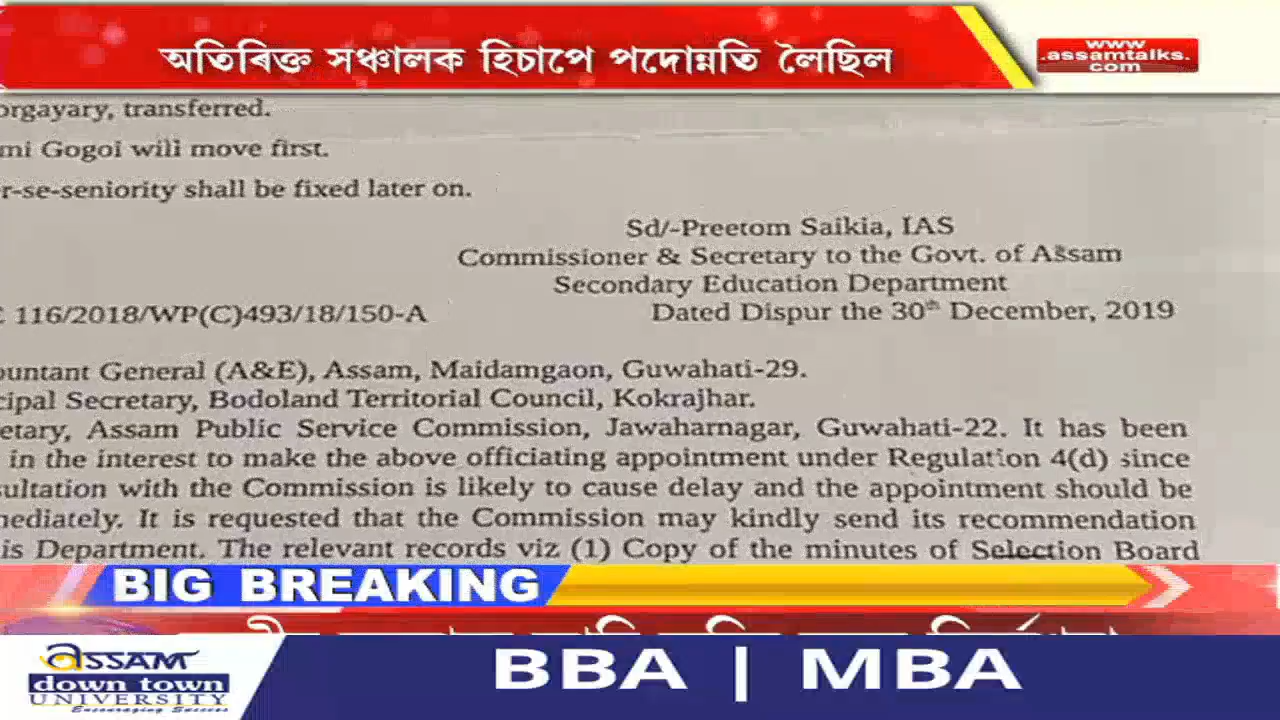 অতিৰিক্ত সঞ্চালক হিচাপে পদোন্নতি লৈছিল
www
.assamtalks.
com
orgayary, transferred.
mi Gogoi will move first.
r-se-seniority shall be fixed later on.
Sd/-Preetom Saikia, IAS
Commissioner & Secretary to the Govt. of Assam
Secondary Education Department
116/2018/WP(C)493/18/150-A Dated Dispur the 30th December, 2019
ountant General (A&E), Assam, Maidamgaon, Guwahati-29.
cipal Secretary, Bodoland Territorial Council, Kokrajhar.
etary, Assam Public Service Commission, Jawaharnagar, Guwahati-22. It has been
in the interest to make the above officiating appointment under Regulation 4(d) since
sultation with the Commission is likely to cause delay and the appointment should be
mediately. It is requested that the Commission may kindly send its recommendation
is Department. The relevant records viz (1) Copy of the minutes of Selection Board
BIG BREAKING
ASSAM
down town
UNIVERSITY
Encouraging Success
BBA | MBA